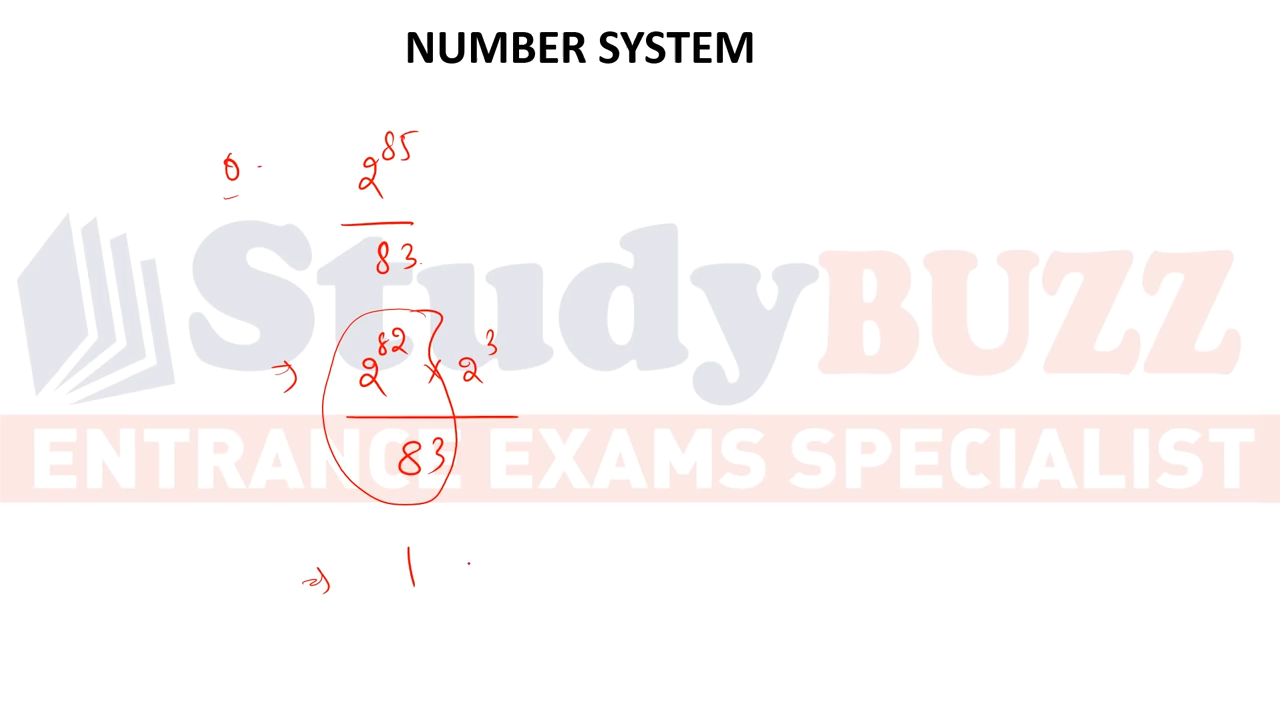 NUMBER SYSTEM
Q.
2^85
83
StudyBUZZ
⇒ 2^82 × 2^3
ENTRANCE EXAMS SPECIALIST
83
⇒ 1